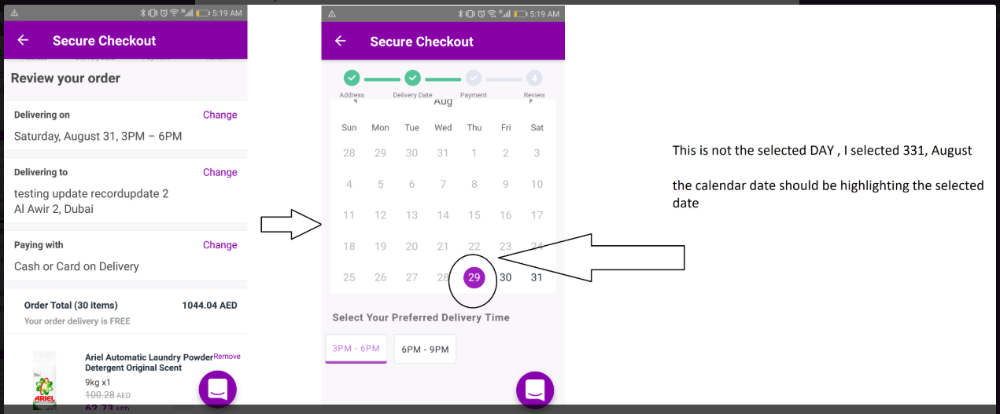 5:19 AM
Secure Checkout
Review your order
Delivering on Change
Saturday, August 31, 3PM – 6PM
Delivering to Change
testing update recordupdate 2
Al Awir 2, Dubai
Paying with Change
Cash or Card on Delivery
Order Total (30 items) 1044.04 AED
Your order delivery is FREE
Ariel Automatic Laundry Powder Remove
Detergent Original Scent
9kg x1
100.28 AED
62.73 AED
ARIEL
5:19 AM
Secure Checkout
4
Address Delivery Date Payment Review
Aug
Sun Mon Tue Wed Thu Fri Sat
28 29 30 31 1 2 3
4 5 6 7 8 9 10
11 12 13 14 15 16 17
18 19 20 21 22 23 24
25 26 27 28 29 30 31
Select Your Preferred Delivery Time
3PM - 6PM 6PM - 9PM
This is not the selected DAY , I selected 331, August
the calendar date should be highlighting the selected
date